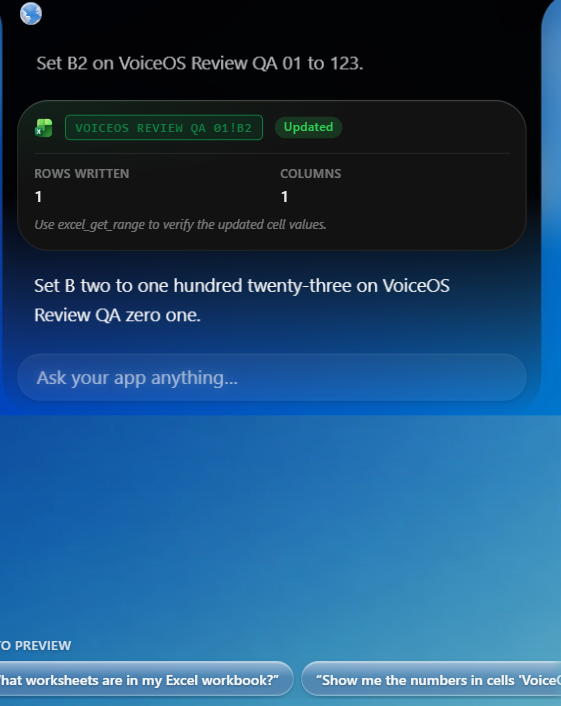 Set B2 on VoiceOS Review QA 01 to 123.
VOICEOS REVIEW QA 01!B2 Updated
ROWS WRITTEN COLUMNS
1 1
Use excel_get_range to verify the updated cell values.
Set B two to one hundred twenty-three on VoiceOS
Review QA zero one.
Ask your app anything...
TO PREVIEW
hat worksheets are in my Excel workbook?” “Show me the numbers in cells 'Voice